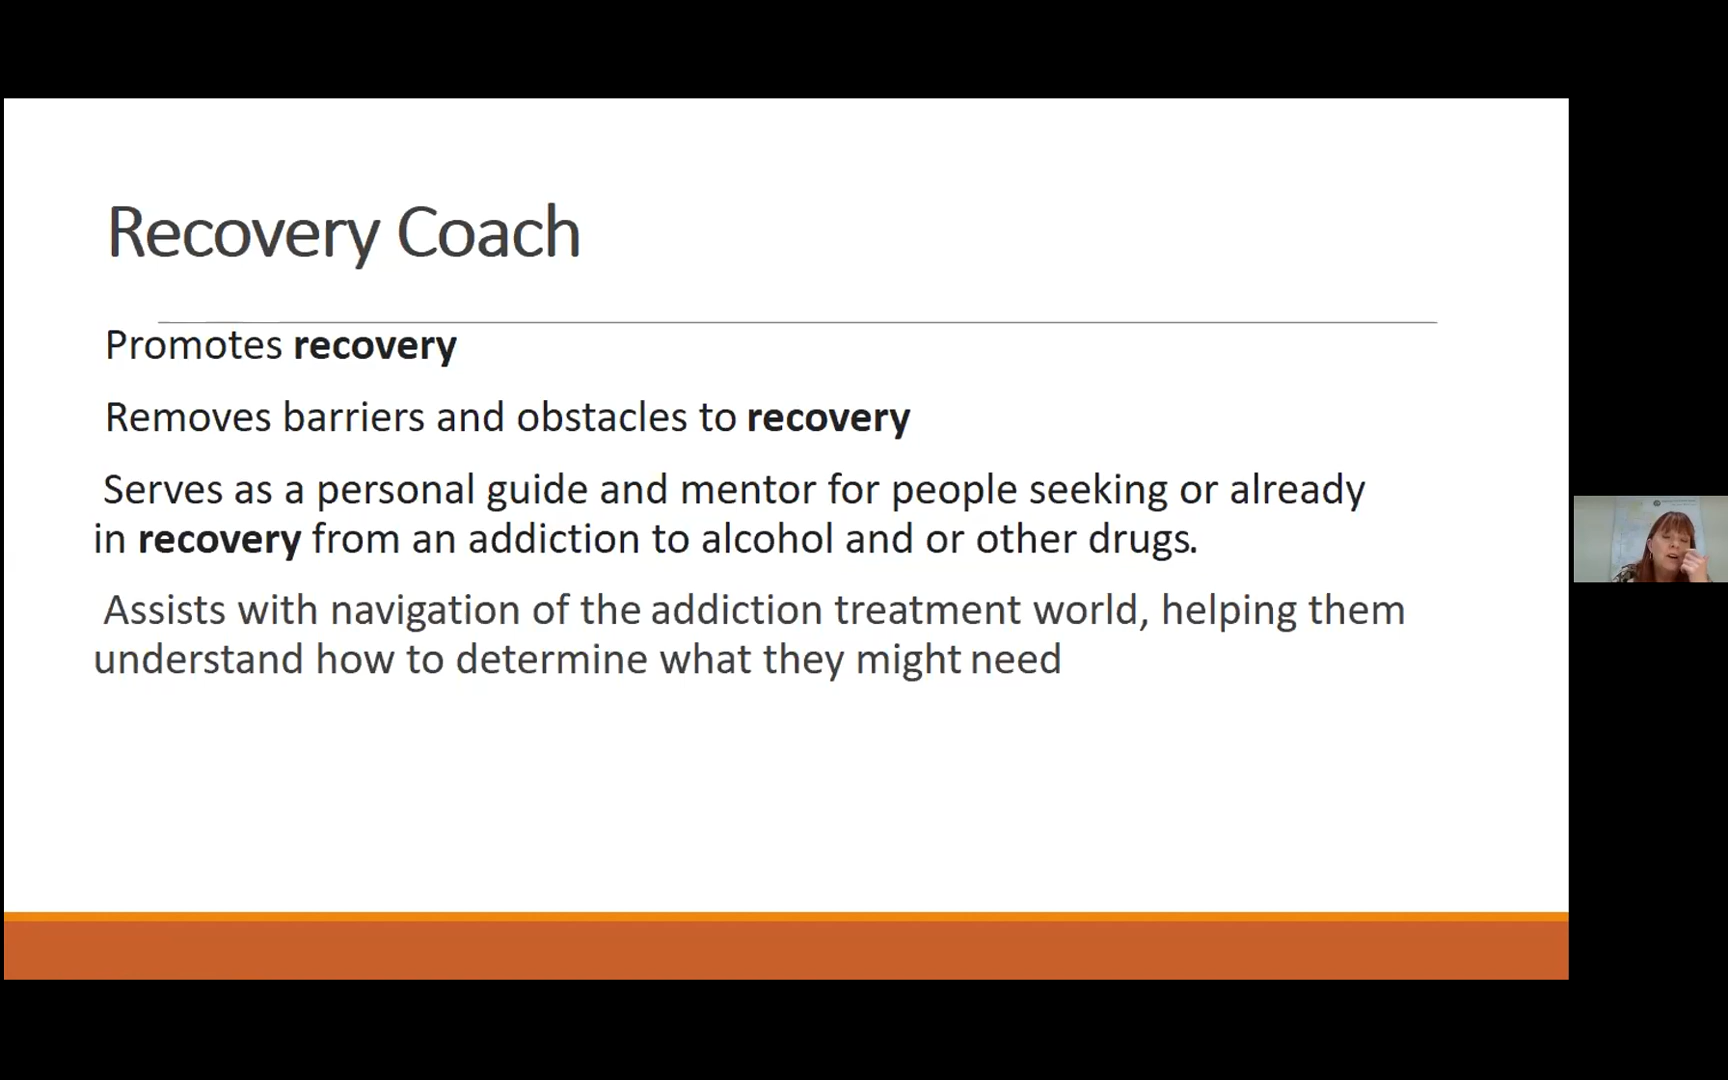 Recovery Coach
Promotes recovery
Removes barriers and obstacles to recovery
Serves as a personal guide and mentor for people seeking or already
in recovery from an addiction to alcohol and or other drugs.
Assists with navigation of the addiction treatment world, helping them
understand how to determine what they might need